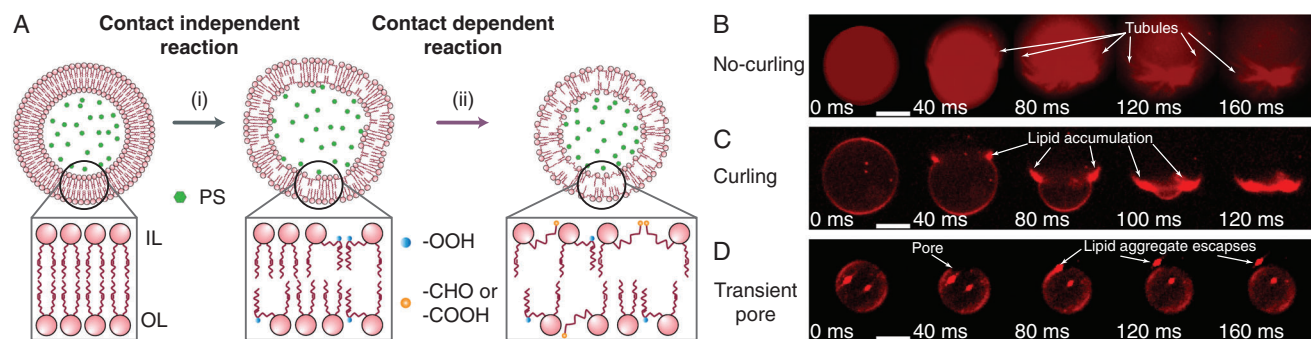 A
Contact independent
reaction
Contact dependent
reaction
(i)
(ii)
PS
IL
OL
-OOH
-CHO or
-COOH
B
No-curling
Tubules
0 ms
40 ms
80 ms
120 ms
160 ms
C
Curling
Lipid accumulation
0 ms
40 ms
80 ms
100 ms
120 ms
D
Transient
pore
Pore
Lipid aggregate escapses
0 ms
40 ms
80 ms
120 ms
160 ms